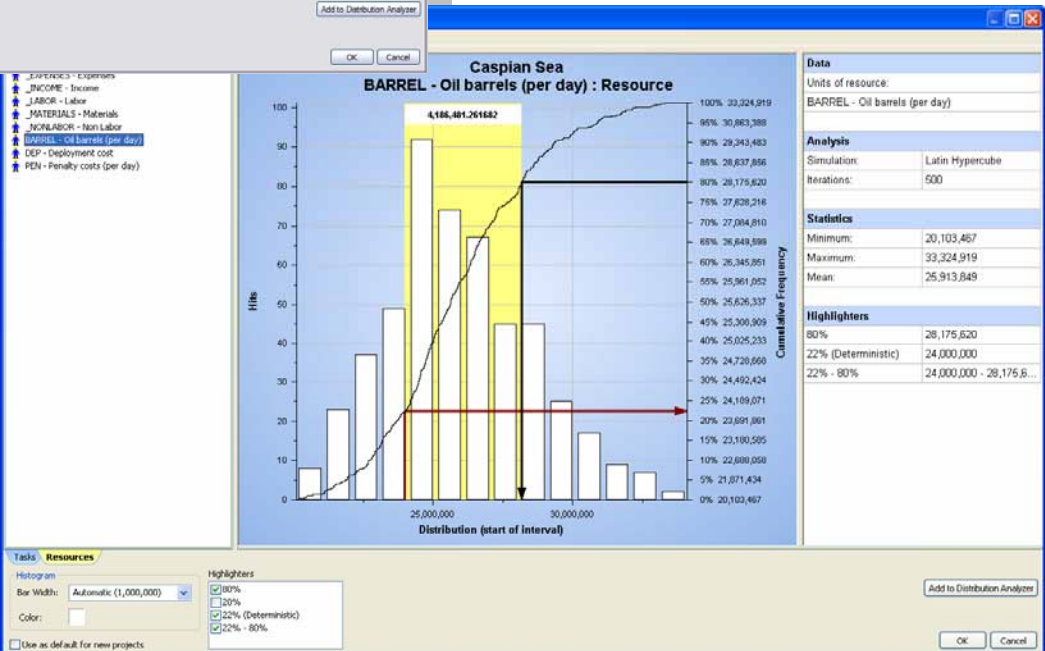 Add to Distribution Analyzer
OK Cancel
_EXPENSES - Expenses
_INCOME - Income
_LABOR - Labor
_MATERIALS - Materials
_NONLABOR - Non Labor
BARREL - Oil barrels (per day)
DEP - Deployment cost
PEN - Penalty costs (per day)
Tasks Resources
Caspian Sea
BARREL - Oil barrels (per day) : Resource
4,186,401.261682
Hits
100
90
80
70
60
50
40
30
20
10
0
25,000,000 30,000,000
Distribution (start of interval)
100% 33,324,919
95% 30,863,388
90% 29,343,483
85% 28,637,856
80% 28,175,620
75% 27,628,216
70% 27,084,810
65% 26,649,599
60% 26,345,851
55% 25,961,052
50% 25,626,337
45% 25,306,909
40% 25,025,233
35% 24,720,660
30% 24,492,424
25% 24,189,071
20% 23,691,861
15% 23,180,585
10% 22,680,058
5% 21,871,434
0% 20,103,467
Cumulative Frequency
Data
Units of resource:
BARREL - Oil barrels (per day)
Analysis
Simulation: Latin Hypercube
Iterations: 500
Statistics
Minimum: 20,103,467
Maximum: 33,324,919
Mean: 25,913,849
Highlighters
80% 28,175,620
22% (Deterministic) 24,000,000
22% - 80% 24,000,000 - 28,175,6...
Histogram
Bar Width: Automatic (1,000,000)
Color:
Use as default for new projects
Highlighters
80%
20%
22% (Deterministic)
22% - 80%
Add to Distribution Analyzer
OK Cancel